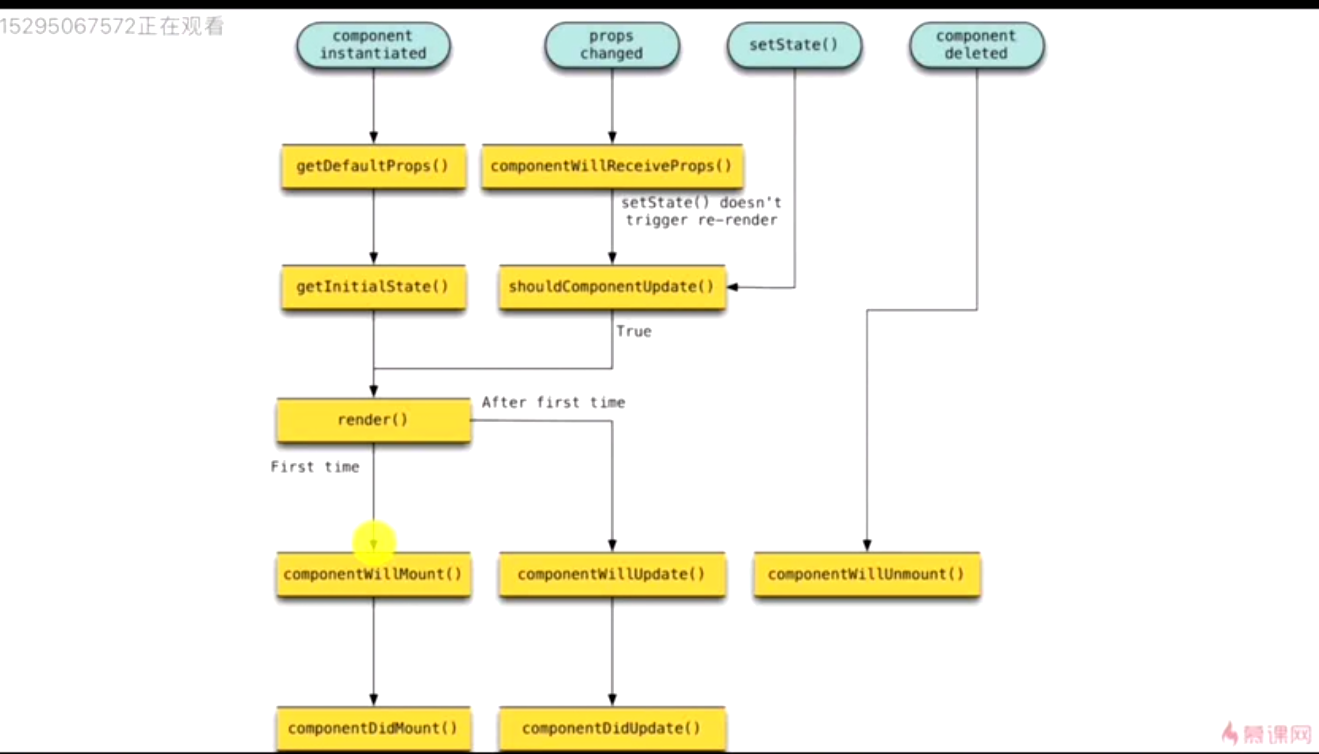 15295067572正在观看
component
instantiated
props
changed
setState()
component
deleted
getDefaultProps()
componentWillReceiveProps()
setState() doesn't
trigger re-render
getInitialState()
shouldComponentUpdate()
True
render()
After first time
First time
componentWillMount()
componentWillUpdate()
componentWillUnmount()
componentDidMount()
componentDidUpdate()
慕课网